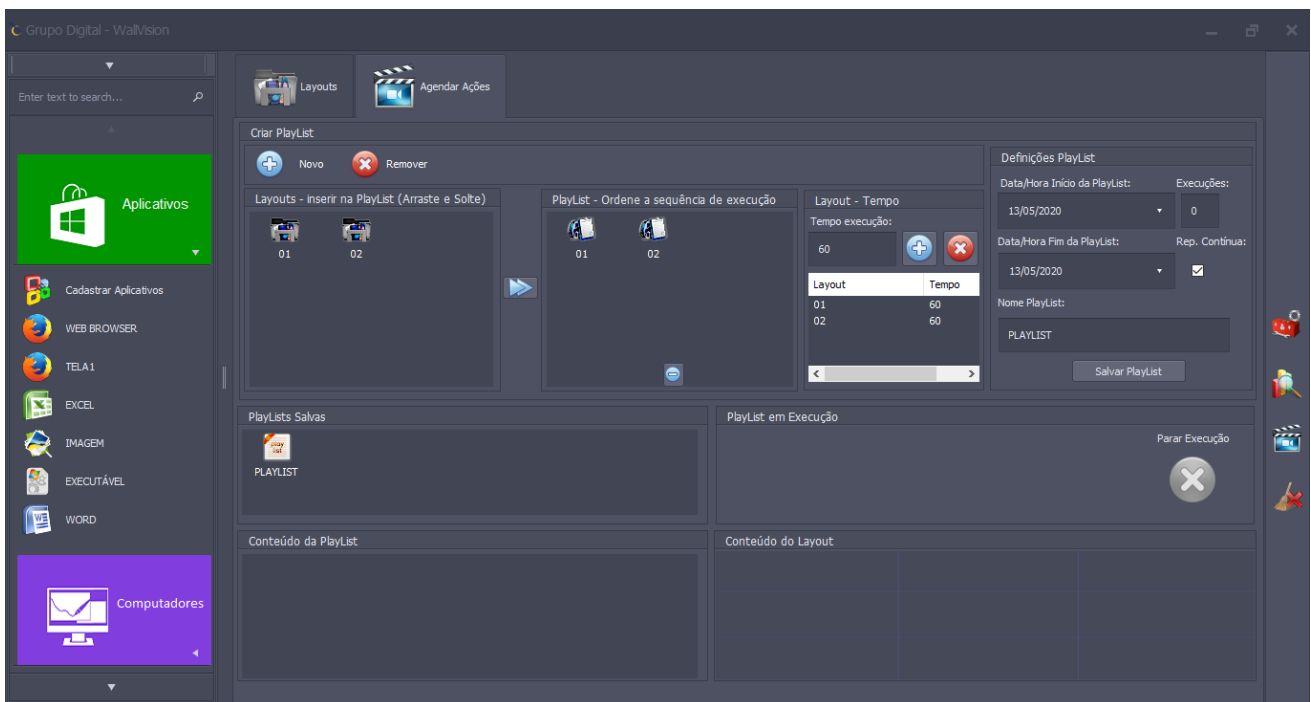 Grupo Digital - WallVision
Enter text to search...
Layouts
Agendar Ações
Aplicativos
Cadastrar Aplicativos
WEB BROWSER
TELA1
EXCEL
IMAGEM
EXECUTÁVEL
WORD
Computadores
Criar PlayList
Novo
Remover
Layouts - inserir na PlayList (Arraste e Solte)
01
02
PlayList - Ordene a sequência de execução
01
02
Layout - Tempo
Tempo execução:
60
Layout Tempo
01 60
02 60
Definições PlayList
Data/Hora Início da PlayList: Execuções:
13/05/2020 0
Data/Hora Fim da PlayList: Rep. Contínua:
13/05/2020
Nome PlayList:
PLAYLIST
Salvar PlayList
PlayLists Salvas
play
list
PLAYLIST
PlayList em Execução
Parar Execução
Conteúdo da PlayList
Conteúdo do Layout